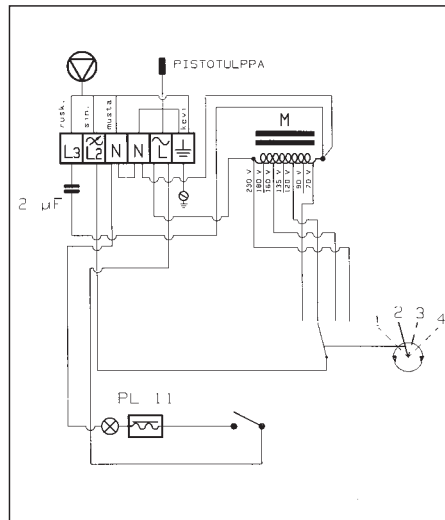 PISTOTULPPA
rusk.
sin.
musta
kevi.
L3
L2
N
N
L
M
230 V
180 V
160 V
135 V
120 V
90 V
70 V
2 µF
1
2
3
4
PL 11